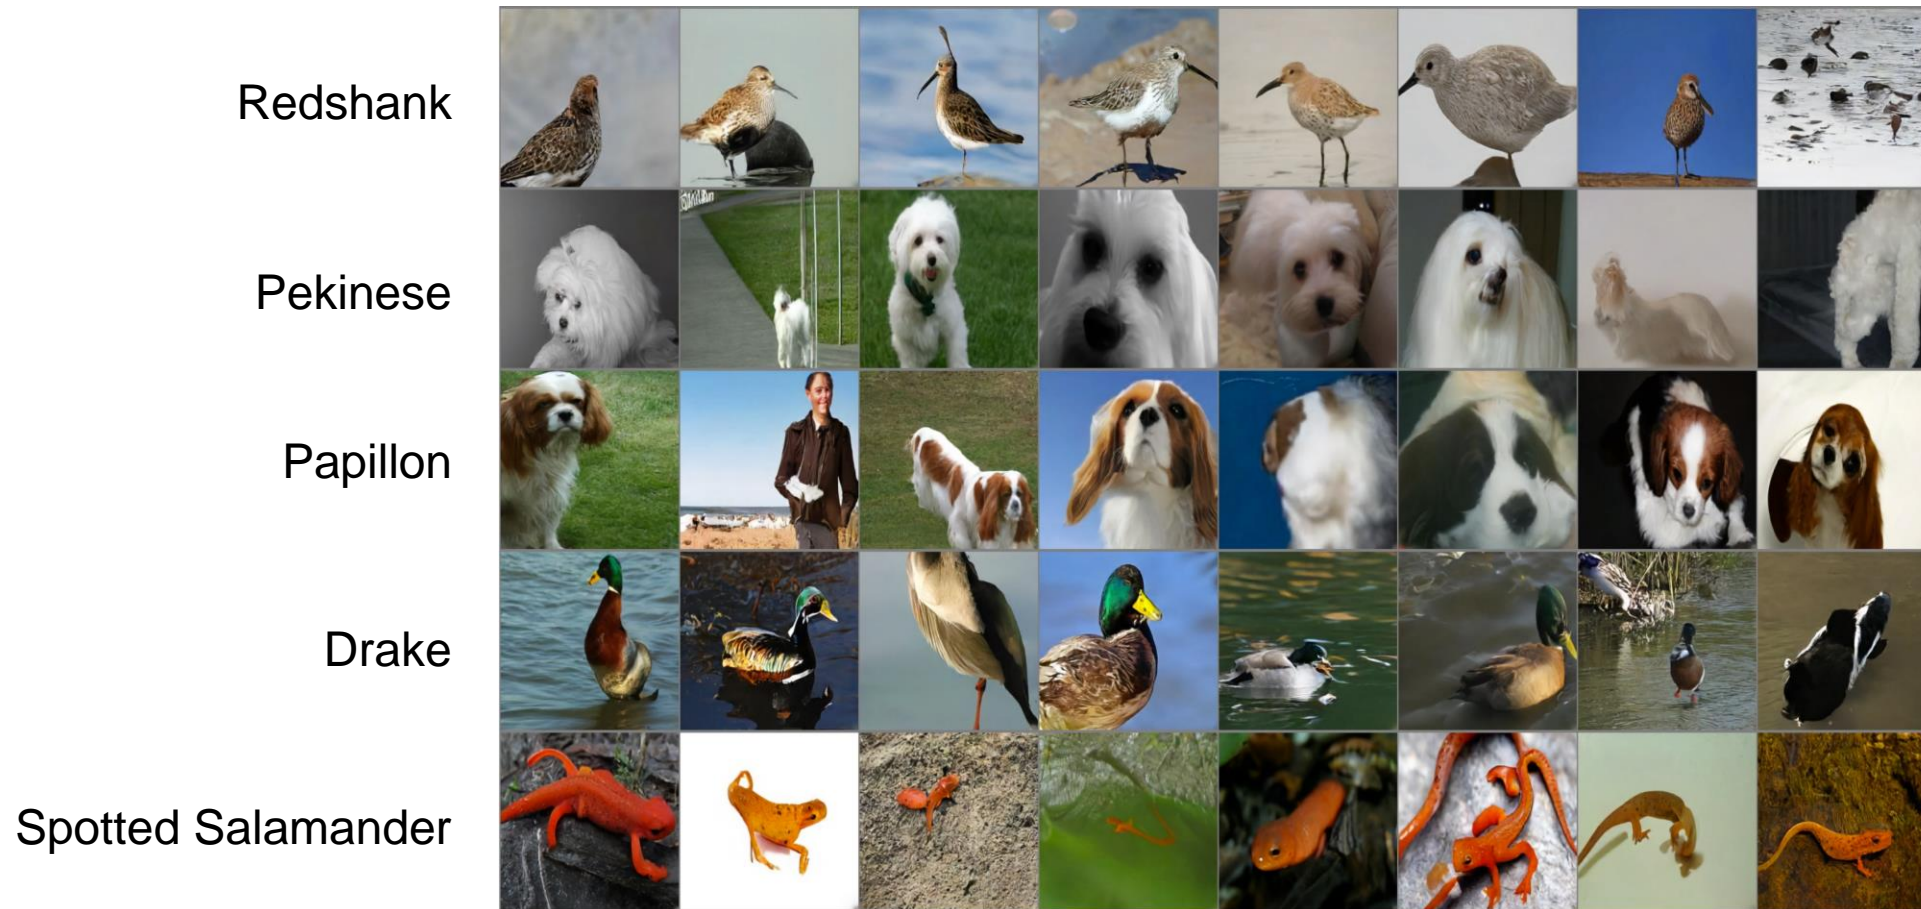 Redshank
Pekinese
Papillon
Drake
Spotted Salamander